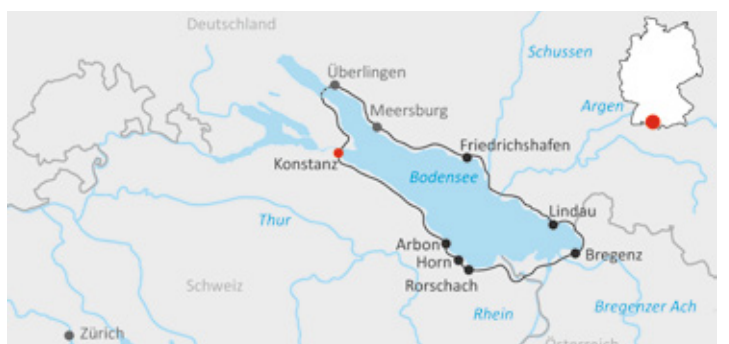 Deutschland
Schussen
Überlingen
Argen
Meersburg
Friedrichshafen
Konstanz
Bodensee
Lindau
Thur
Arbon
Bregenz
Horn
Rorschach
Schweiz
Rhein
Bregenzer Ach
Zürich
Österreich